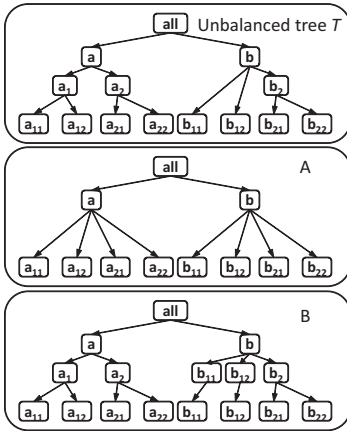 all Unbalanced tree T
a b
a₁ a₂ b₂
a₁₁ a₁₂ a₂₁ a₂₂ b₁₁ b₁₂ b₂₁ b₂₂
all A
a b
a₁₁ a₁₂ a₂₁ a₂₂ b₁₁ b₁₂ b₂₁ b₂₂
all B
a b
a₁ a₂ b₁₁ b₁₂ b₂
a₁₁ a₁₂ a₂₁ a₂₂ b₁₁ b₁₂ b₂₁ b₂₂